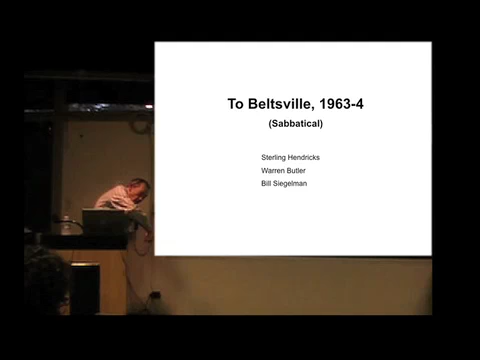 To Beltsville, 1963-4
(Sabbatical)
Sterling Hendricks
Warren Butler
Bill Siegelman